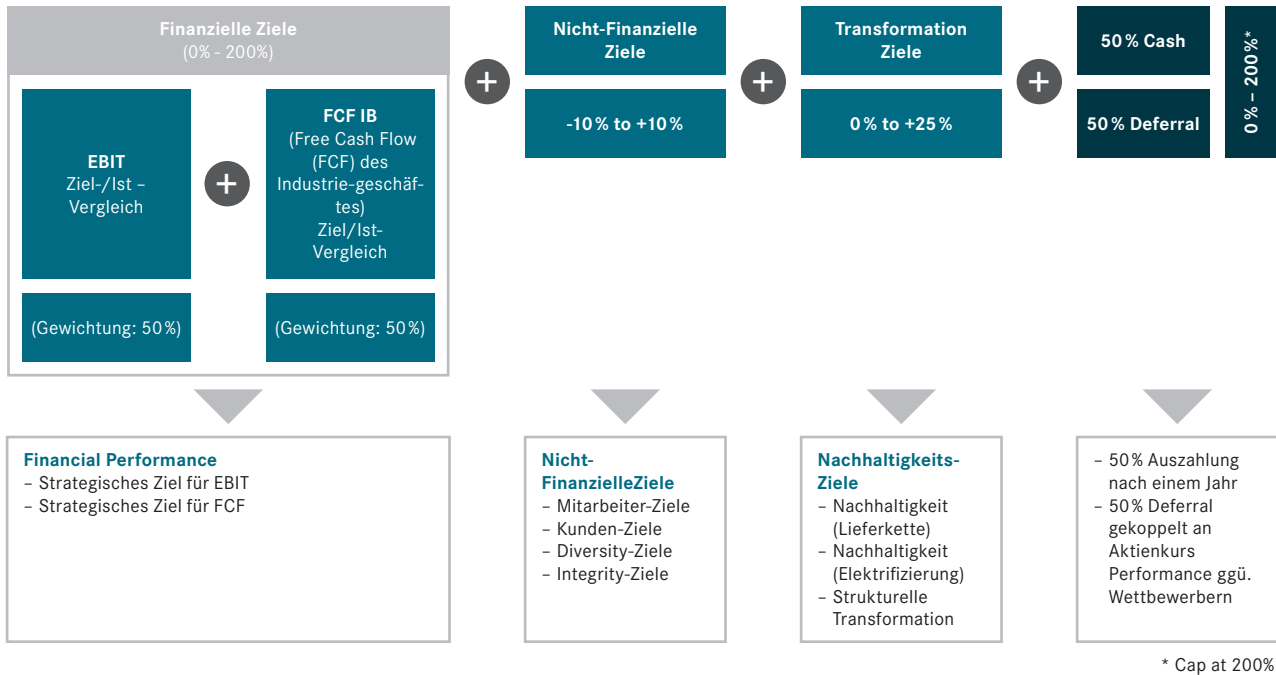 Finanzielle Ziele
(0% - 200%)
EBIT
Ziel-/Ist –
Vergleich
(Gewichtung: 50%)
FCF IB
(Free Cash Flow
(FCF) des
Industrie-geschäf-
tes)
Ziel/Ist-
Vergleich
(Gewichtung: 50%)
Nicht-Finanzielle
Ziele
-10% to +10%
Transformation
Ziele
0% to +25%
50% Cash
50% Deferral
0% – 200%*
Financial Performance
– Strategisches Ziel für EBIT
– Strategisches Ziel für FCF
Nicht-
FinanzielleZiele
– Mitarbeiter-Ziele
– Kunden-Ziele
– Diversity-Ziele
– Integrity-Ziele
Nachhaltigkeits-
Ziele
– Nachhaltigkeit
(Lieferkette)
– Nachhaltigkeit
(Elektrifizierung)
– Strukturelle
Transformation
– 50% Auszahlung
nach einem Jahr
– 50% Deferral
gekoppelt an
Aktienkurs
Performance ggü.
Wettbewerbern
* Cap at 200%